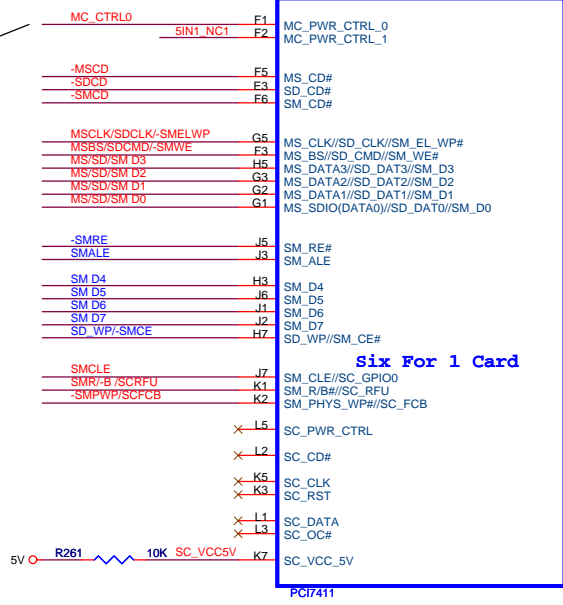 MC_CTRL0 F1 MC_PWR_CTRL_0
5IN1_NC1 F2 MC_PWR_CTRL_1
-MSCD F5 MS_CD#
-SDCD E3 SD_CD#
-SMCD F6 SM_CD#
MSCLK/SDCLK/-SMELWP G5 MS_CLK//SD_CLK//SM_EL_WP#
MSBS/SDCMD/-SMWE F3 MS_BS//SD_CMD//SM_WE#
MS/SD/SM D3 H5 MS_DATA3//SD_DAT3//SM_D3
MS/SD/SM D2 G3 MS_DATA2//SD_DAT2//SM_D2
MS/SD/SM D1 G2 MS_DATA1//SD_DAT1//SM_D1
MS/SD/SM D0 G1 MS_SDIO(DATA0)//SD_DAT0//SM_D0
-SMRE J5 SM_RE#
SMALE J3 SM_ALE
SM D4 H3 SM_D4
SM D5 J6 SM_D5
SM D6 J1 SM_D6
SM D7 J2 SM_D7
SD_WP/-SMCE H7 SD_WP//SM_CE#
Six For 1 Card
SMCLE J7 SM_CLE//SC_GPIO0
SMR/-B /SCRFU K1 SM_R/B#//SC_RFU
-SMPWP/SCFCB K2 SM_PHYS_WP#//SC_FCB
L5 SC_PWR_CTRL
L2 SC_CD#
K5 SC_CLK
K3 SC_RST
L1 SC_DATA
L3 SC_OC#
5V R261 10K SC_VCC5V K7 SC_VCC_5V
PCI7411